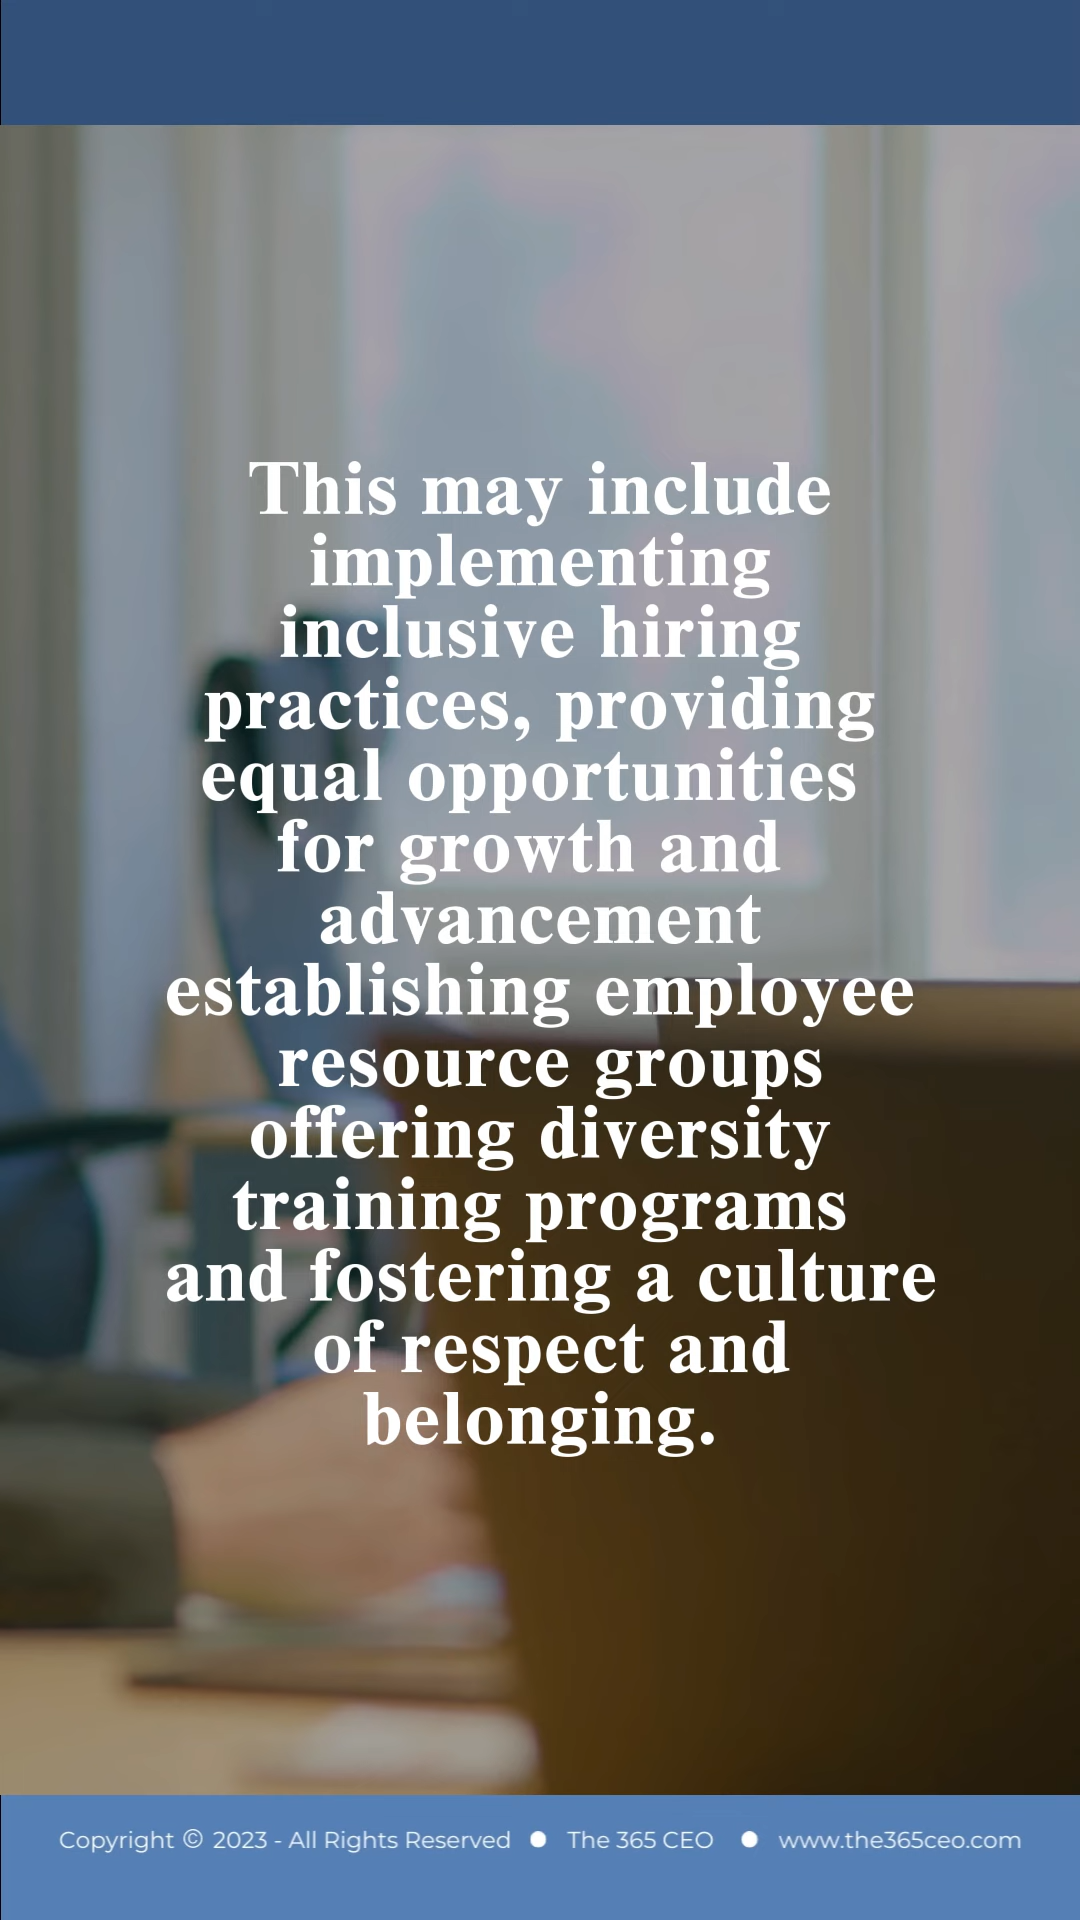 This may include
implementing
inclusive hiring
practices, providing
equal opportunities
for growth and
advancement
establishing employee
resource groups
offering diversity
training programs
and fostering a culture
of respect and
belonging.
Copyright © 2023 - All Rights Reserved ● The 365 CEO ● www.the365ceo.com